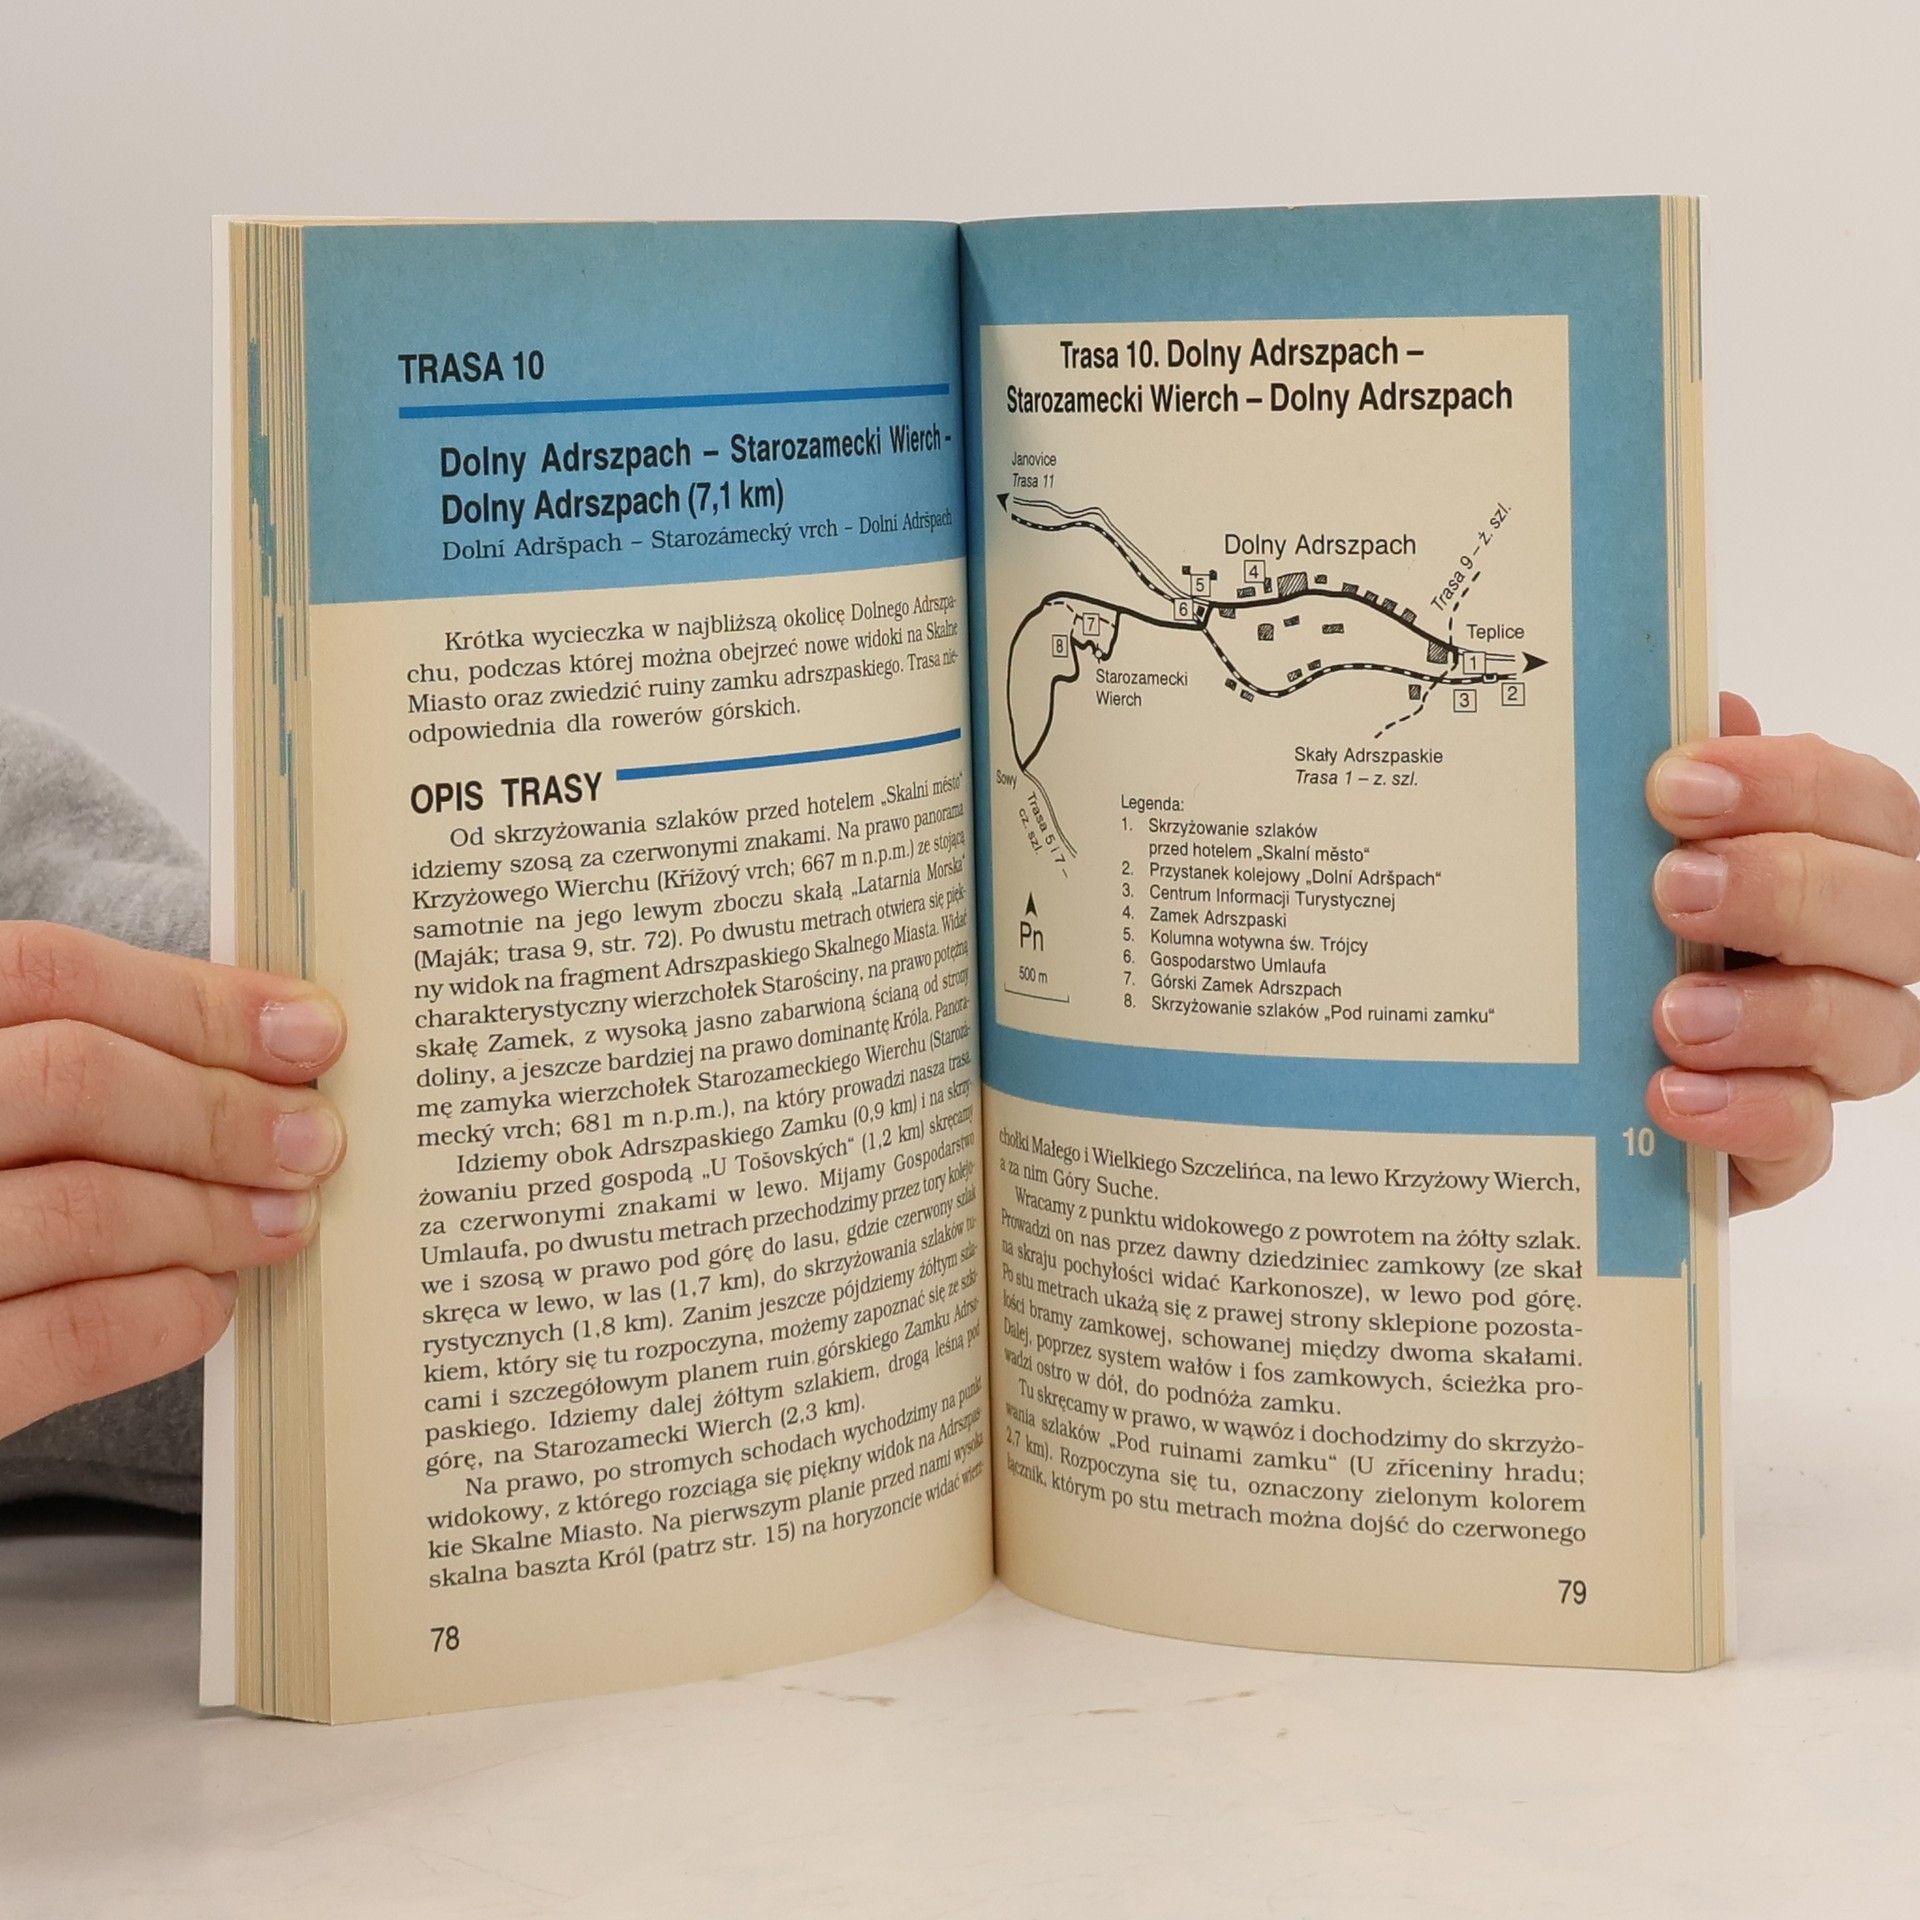 TRASA 10
Dolny Adrszpach – Starozamecki Wierch -
Dolny Adrszpach (7,1 km)
Dolní Adršpach – Starozámecký vrch – Dolní Adršpach
Krótka wycieczka w najbliższą okolicę Dolnego Adrszpa-
chu, podczas której można obejrzeć nowe widoki na Skalne
Miasto oraz zwiedzić ruiny zamku adrszpaskiego. Trasa nie-
odpowiednia dla rowerów górskich.
OPIS TRASY
Od skrzyżowania szlaków przed hotelem „Skalní město“
idziemy szosą za czerwonymi znakami. Na prawo panorama
Krzyżowego Wierchu (Křížový vrch; 667 m n.p.m.) ze stojącą
samotnie na jego lewym zboczu skałą „Latarnia Morska“
(Maják; trasa 9, str. 72). Po dwustu metrach otwiera się pięk-
ny widok na fragment Adrszpaskiego Skalnego Miasta. Widać
charakterystyczny wierzchołek Starościny, na prawo potężną
skałę Zamek, z wysoką jasno zabarwioną ścianą od strony
doliny, a jeszcze bardziej na prawo dominantę Króla. Panora-
mę zamyka wierzchołek Starozameckiego Wierchu (Starozá-
mecký vrch; 681 m n.p.m.), na który prowadzi nasza trasa.
Idziemy obok Adrszpaskiego Zamku (0,9 km) i na skrzy-
żowaniu przed gospodą „U Tošovských“ (1,2 km) skręcamy
za czerwonymi znakami w lewo. Mijamy Gospodarstwo
Umlaufa, po dwustu metrach przechodzimy przez tory kolejo-
we i szosą w prawo pod górę do lasu, gdzie czerwony szlak
skręca w lewo, w las (1,7 km), do skrzyżowania szlaków tu-
rystycznych (1,8 km). Zanim jeszcze pójdziemy żółtym szla-
kiem, który się tu rozpoczyna, możemy zapoznać się ze szki-
cami i szczegółowym planem ruin górskiego Zamku Adrsz-
paskiego. Idziemy dalej żółtym szlakiem, drogą leśną pod
górę, na Starozamecki Wierch (2,3 km).
Na prawo, po stromych schodach wychodzimy na punkt
widokowy, z którego rozciąga się piękny widok na Adrszpas-
kie Skalne Miasto. Na pierwszym planie przed nami wysoka
skalna baszta Król (patrz str. 15) na horyzoncie widać wierz-
78
Trasa 10. Dolny Adrszpach –
Starozamecki Wierch – Dolny Adrszpach
Janovice
Trasa 11
Dolny Adrszpach
Trasa 9 – ż. szl.
5
4
6
7
8
Teplice
1
Starozamecki
Wierch
3
2
Skały Adrszpaskie
Trasa 1 – z. szl.
Sowy
Trasa 5 i 7 –
cz. szl.
Legenda:
1. Skrzyżowanie szlaków
przed hotelem „Skalní město“
2. Przystanek kolejowy „Dolní Adršpach“
3. Centrum Informacji Turystycznej
4. Zamek Adrszpaski
5. Kolumna wotywna św. Trójcy
6. Gospodarstwo Umlaufa
7. Górski Zamek Adrszpach
8. Skrzyżowanie szlaków „Pod ruinami zamku“
Pn
500 m
10
chołki Małego i Wielkiego Szczelińca, na lewo Krzyżowy Wierch,
a za nim Góry Suche.
Wracamy z punktu widokowego z powrotem na żółty szlak.
Prowadzi on nas przez dawny dziedziniec zamkowy (ze skał
na skraju pochyłości widać Karkonosze), w lewo pod górę.
Po stu metrach ukażą się z prawej strony sklepione pozosta-
łości bramy zamkowej, schowanej między dwoma skałami.
Dalej, poprzez system wałów i fos zamkowych, ścieżka pro-
wadzi ostro w dół, do podnóża zamku.
Tu skręcamy w prawo, w wąwóz i dochodzimy do skrzyżo-
wania szlaków „Pod ruinami zamku“ (U zříceniny hradu;
2,7 km). Rozpoczyna się tu, oznaczony zielonym kolorem
łącznik, którym po stu metrach można dojść do czerwonego
79